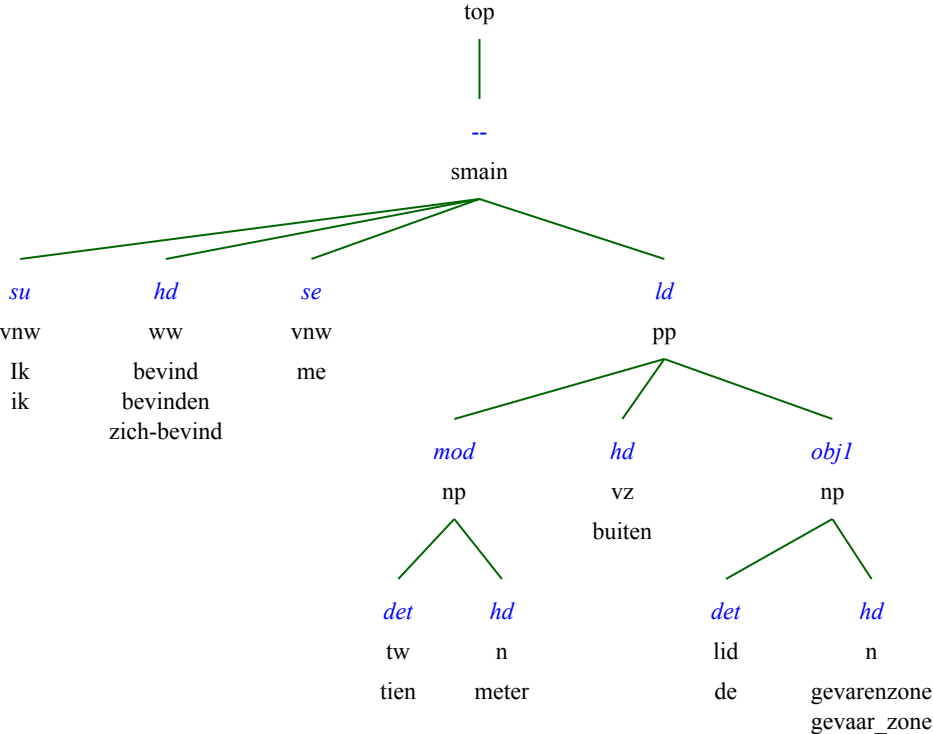 top
--
smain
su hd se ld
vnw ww vnw pp
Ik bevind me
ik bevinden
zich-bevind
mod hd obj1
np vz np
buiten
det hd det hd
tw n lid n
tien meter de gevarenzone
gevaar_zone